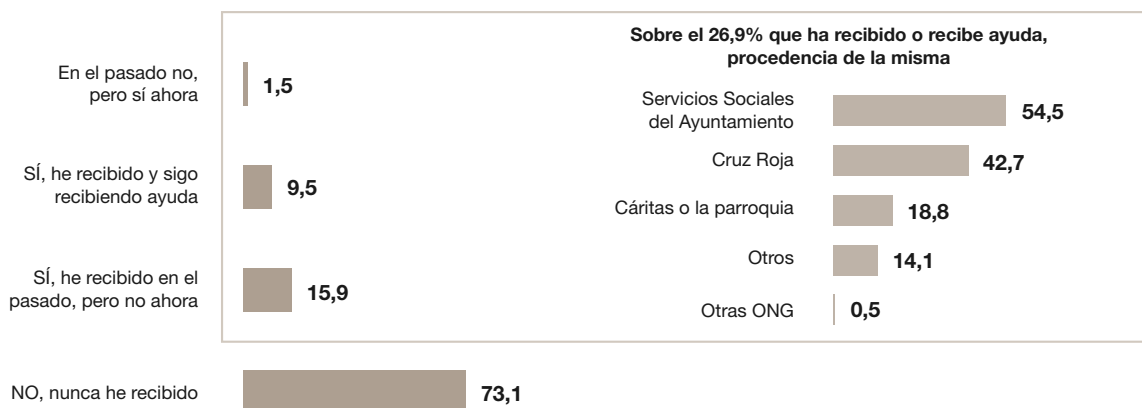 Sobre el 26,9% que ha recibido o recibe ayuda,
procedencia de la misma
En el pasado no,
pero sí ahora
1,5
SÍ, he recibido y sigo
recibiendo ayuda
9,5
SÍ, he recibido en el
pasado, pero no ahora
15,9
NO, nunca he recibido
73,1
Servicios Sociales
del Ayuntamiento
54,5
Cruz Roja
42,7
Cáritas o la parroquia
18,8
Otros
14,1
Otras ONG
0,5